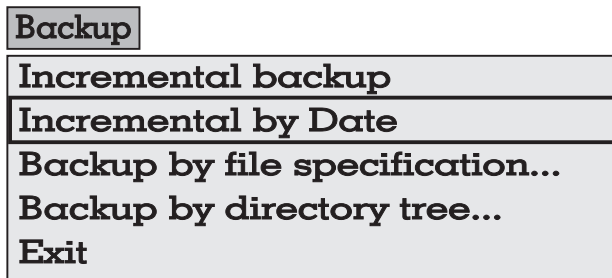 Backup
Incremental backup
Incremental by Date
Backup by file specification...
Backup by directory tree...
Exit